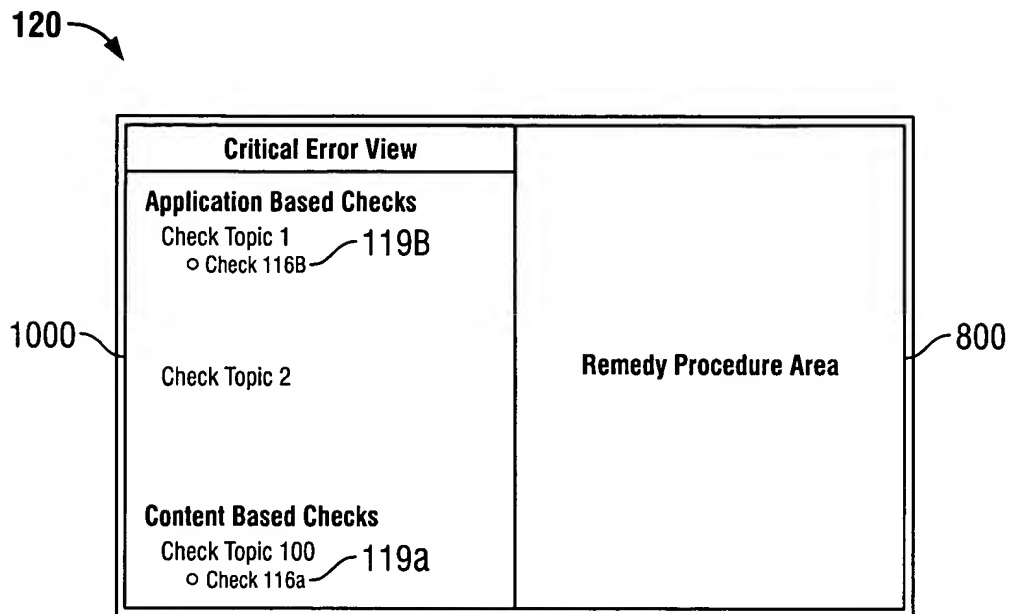 120
Critical Error View
Application Based Checks
Check Topic 1
119B
○ Check 116B
1000
Check Topic 2
Remedy Procedure Area
800
Content Based Checks
Check Topic 100
119a
○ Check 116a